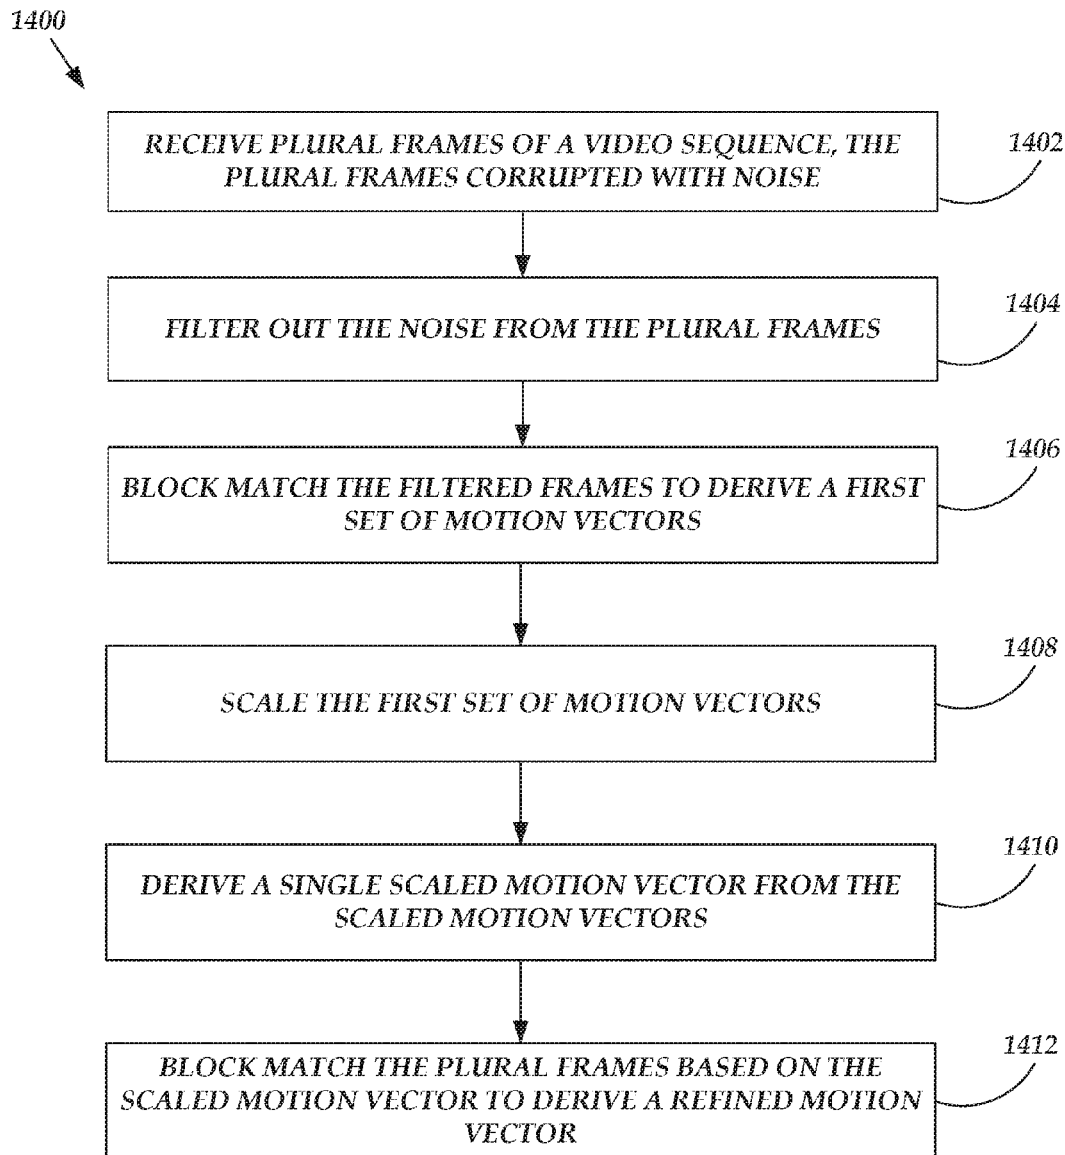 1400
RECEIVE PLURAL FRAMES OF A VIDEO SEQUENCE, THE
PLURAL FRAMES CORRUPTED WITH NOISE
1402
FILTER OUT THE NOISE FROM THE PLURAL FRAMES
1404
BLOCK MATCH THE FILTERED FRAMES TO DERIVE A FIRST
SET OF MOTION VECTORS
1406
SCALE THE FIRST SET OF MOTION VECTORS
1408
DERIVE A SINGLE SCALED MOTION VECTOR FROM THE
SCALED MOTION VECTORS
1410
BLOCK MATCH THE PLURAL FRAMES BASED ON THE
SCALED MOTION VECTOR TO DERIVE A REFINED MOTION
VECTOR
1412